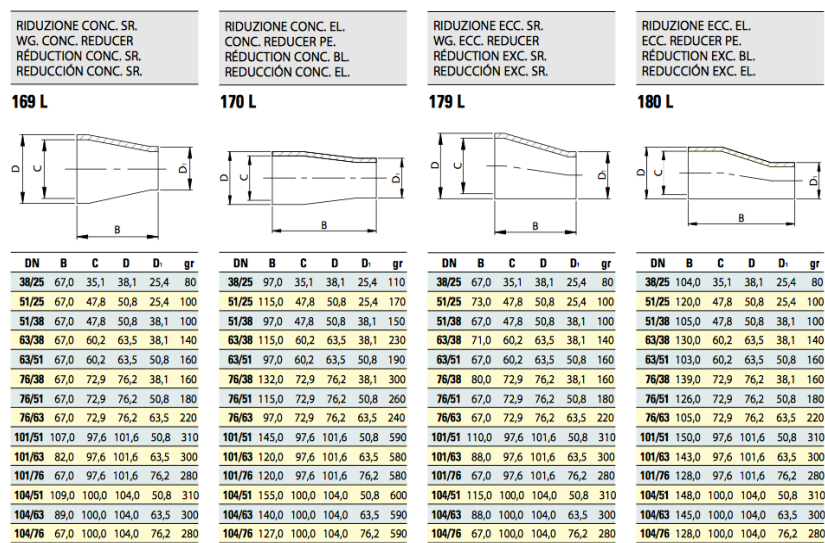 RIDUZIONE CONC. SR.
WG. CONC. REDUCER
RÉDUCTION CONC. SR.
REDUCCIÓN CONC. SR.
169 L
D
C
D₁
B
DN B C D D₁ gr
38/25 67,0 35,1 38,1 25,4 80
51/25 67,0 47,8 50,8 25,4 100
51/38 67,0 47,8 50,8 38,1 100
63/38 67,0 60,2 63,5 38,1 140
63/51 67,0 60,2 63,5 50,8 160
76/38 67,0 72,9 76,2 38,1 160
76/51 67,0 72,9 76,2 50,8 180
76/63 67,0 72,9 76,2 63,5 220
101/51 107,0 97,6 101,6 50,8 310
101/63 82,0 97,6 101,6 63,5 300
101/76 67,0 97,6 101,6 76,2 280
104/51 109,0 100,0 104,0 50,8 310
104/63 89,0 100,0 104,0 63,5 300
104/76 67,0 100,0 104,0 76,2 280
RIDUZIONE CONC. EL.
CONC. REDUCER PE.
RÉDUCTION CONC. BL.
REDUCCIÓN CONC. EL.
170 L
D
C
D₁
B
DN B C D D₁ gr
38/25 97,0 35,1 38,1 25,4 110
51/25 115,0 47,8 50,8 25,4 170
51/38 97,0 47,8 50,8 38,1 150
63/38 115,0 60,2 63,5 38,1 230
63/51 97,0 60,2 63,5 50,8 190
76/38 132,0 72,9 76,2 38,1 300
76/51 115,0 72,9 76,2 50,8 260
76/63 97,0 72,9 76,2 63,5 240
101/51 145,0 97,6 101,6 50,8 590
101/63 120,0 97,6 101,6 63,5 580
101/76 120,0 97,6 101,6 76,2 580
104/51 155,0 100,0 104,0 50,8 600
104/63 140,0 100,0 104,0 63,5 590
104/76 127,0 100,0 104,0 76,2 590
RIDUZIONE ECC. SR.
WG. ECC. REDUCER
RÉDUCTION EXC. SR.
REDUCCIÓN EXC. SR.
179 L
D
C
D₁
B
DN B C D D₁ gr
38/25 67,0 35,1 38,1 25,4 80
51/25 73,0 47,8 50,8 25,4 100
51/38 67,0 47,8 50,8 38,1 100
63/38 71,0 60,2 63,5 38,1 140
63/51 67,0 60,2 63,5 50,8 160
76/38 80,0 72,9 76,2 38,1 160
76/51 67,0 72,9 76,2 50,8 180
76/63 67,0 72,9 76,2 63,5 220
101/51 110,0 97,6 101,6 50,8 310
101/63 88,0 97,6 101,6 63,5 300
101/76 67,0 97,6 101,6 76,2 280
104/51 115,0 100,0 104,0 50,8 310
104/63 88,0 100,0 104,0 63,5 300
104/76 67,0 100,0 104,0 76,2 280
RIDUZIONE ECC. EL.
ECC. REDUCER PE.
RÉDUCTION EXC. BL.
REDUCCIÓN EXC. EL.
180 L
D
C
D₁
B
DN B C D D₁ gr
38/25 104,0 35,1 38,1 25,4 80
51/25 120,0 47,8 50,8 25,4 100
51/38 105,0 47,8 50,8 38,1 100
63/38 130,0 60,2 63,5 38,1 140
63/51 103,0 60,2 63,5 50,8 160
76/38 139,0 72,9 76,2 38,1 160
76/51 126,0 72,9 76,2 50,8 180
76/63 105,0 72,9 76,2 63,5 220
101/51 150,0 97,6 101,6 50,8 310
101/63 143,0 97,6 101,6 63,5 300
101/76 128,0 97,6 101,6 76,2 280
104/51 148,0 100,0 104,0 50,8 310
104/63 145,0 100,0 104,0 63,5 300
104/76 128,0 100,0 104,0 76,2 280